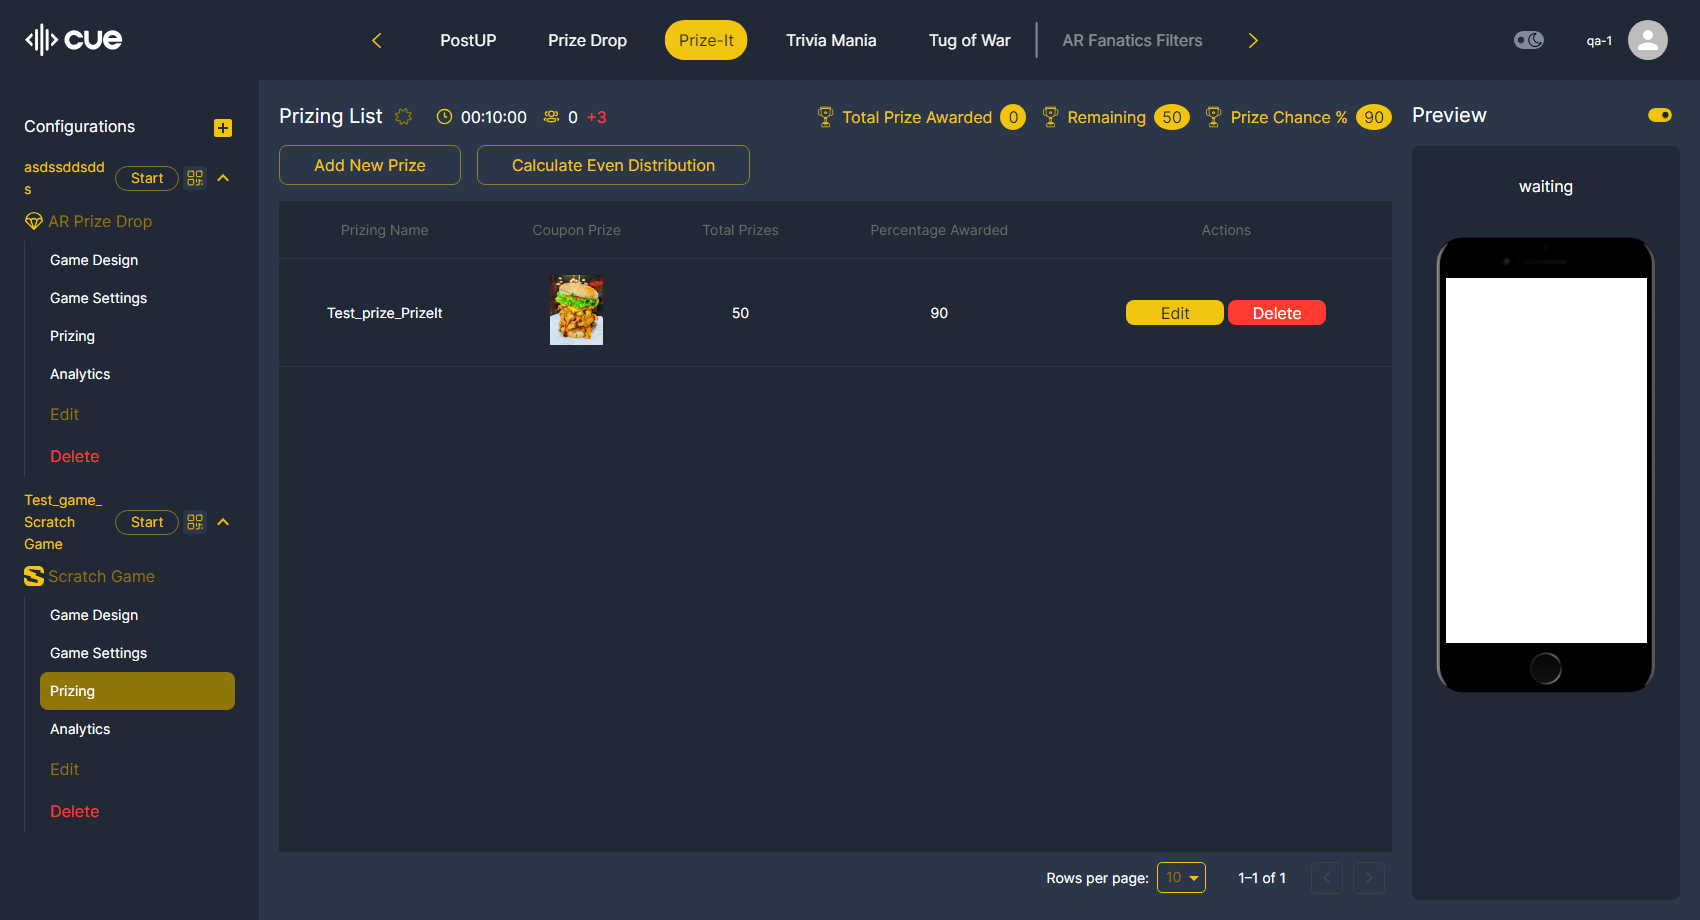 cue
PostUP
Prize Drop
Prize-It
Trivia Mania
Tug of War
AR Fanatics Filters
qa-1
Configurations
asdssddsdd
s
Start
AR Prize Drop
Game Design
Game Settings
Prizing
Analytics
Edit
Delete
Test_game_
Scratch
Game
Start
Scratch Game
Game Design
Game Settings
Prizing
Analytics
Edit
Delete
Prizing List
00:10:00
0 +3
Total Prize Awarded 0
Remaining 50
Prize Chance % 90
Add New Prize
Calculate Even Distribution
Prizing Name
Coupon Prize
Total Prizes
Percentage Awarded
Actions
Test_prize_PrizeIt
50
90
Edit
Delete
Rows per page: 10
1–1 of 1
Preview
waiting